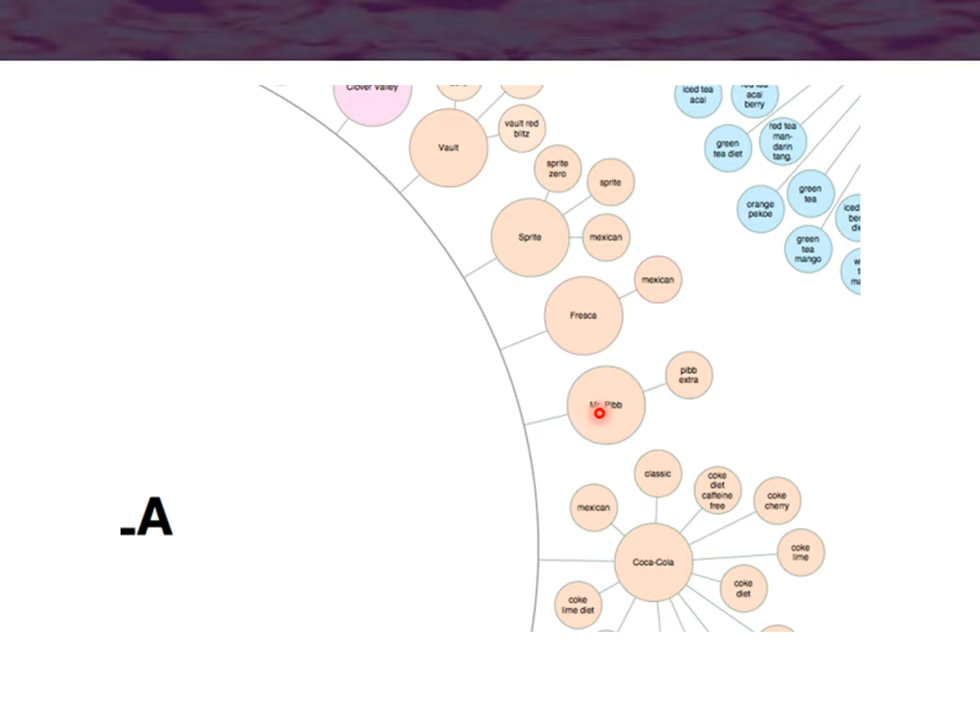 Clover Valley
Vault
vault red
blitz
sprite
zero
sprite
Sprite
mexican
mexican
Fresca
pibb
extra
Mr. Pibb
classic
coke
diet
caffeine
free
coke
cherry
mexican
coke
lime
Coca-Cola
coke
diet
coke
lime diet
iced tea
acai
red tea
acai
berry
green
tea diet
red tea
man-
darin
tang.
green
tea
orange
pekoe
iced
green
tea
mango
A